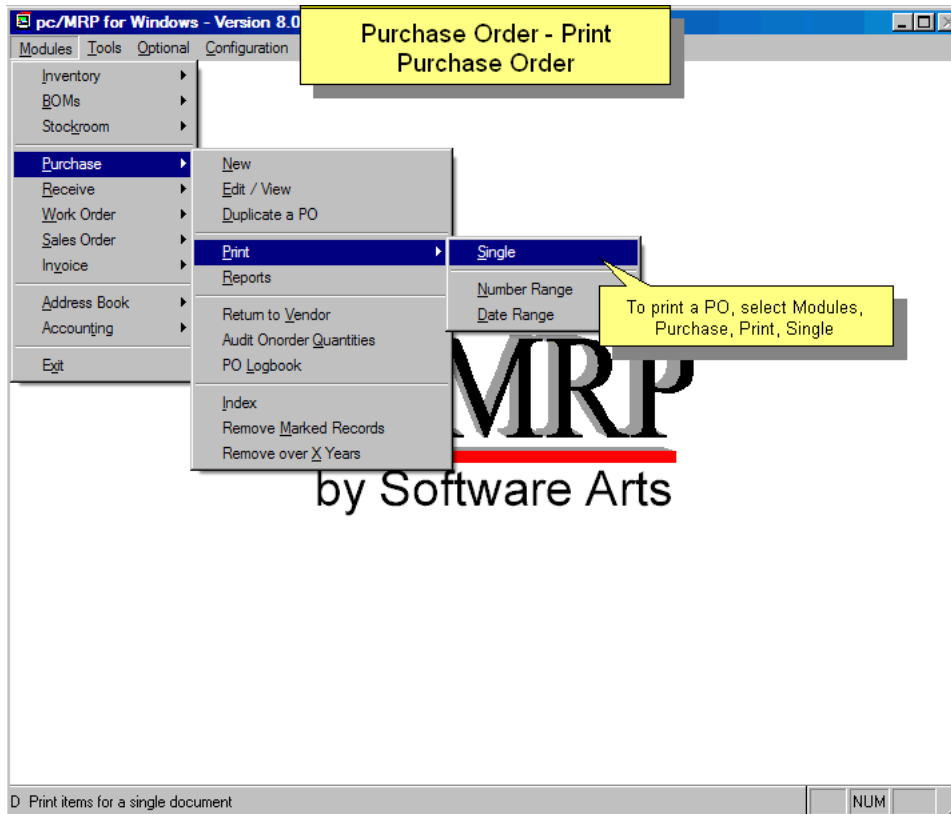 pc/MRP for Windows - Version 8.0
Purchase Order - Print
Purchase Order
Modules Tools Optional Configuration
Inventory
BOMs
Stockroom
Purchase
Receive
Work Order
Sales Order
Invoice
Address Book
Accounting
Exit
New
Edit / View
Duplicate a PO
Print
Reports
Return to Vendor
Audit Onorder Quantities
PO Logbook
Index
Remove Marked Records
Remove over X Years
Single
Number Range
Date Range
To print a PO, select Modules,
Purchase, Print, Single
MRP
by Software Arts
D Print items for a single document
NUM